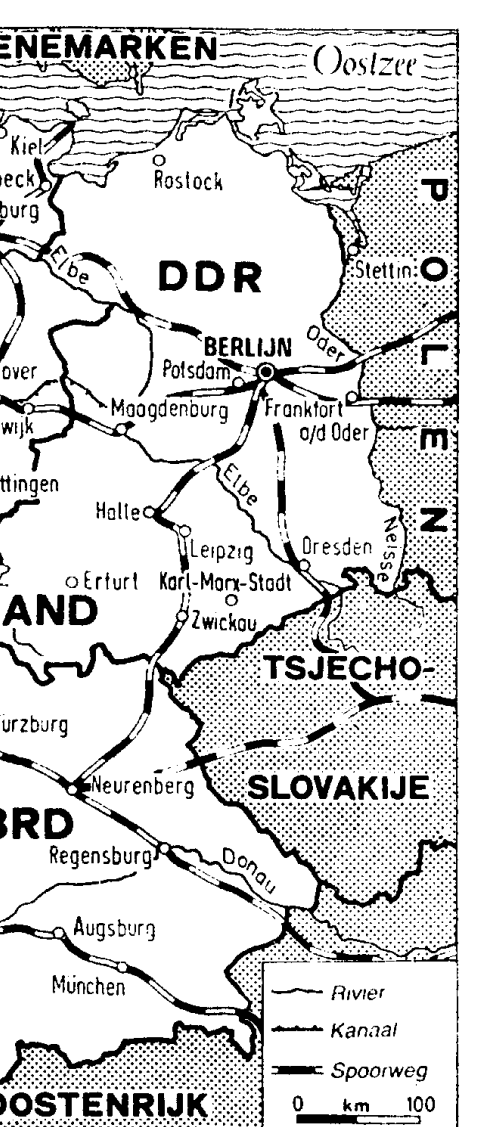 ENEMARKEN
Oostzee
Kiel
beck
burg
Rostock
POLEN
Elbe
Stettin
DDR
Oder
BERLIJN
over
Potsdam
wijk
Maagdenburg
Frankfort
a/d Oder
ttingen
Elbe
Halle
Neisse
Leipzig
Dresden
Erfurt
Karl-Marx-Stadt
AND
Zwickau
TSJECHO-
urzburg
Neurenberg
SLOVAKIJE
BRD
Regensburg
Donau
Augsburg
München
Rivier
Kanaal
Spoorweg
OOSTENRIJK
0 km 100